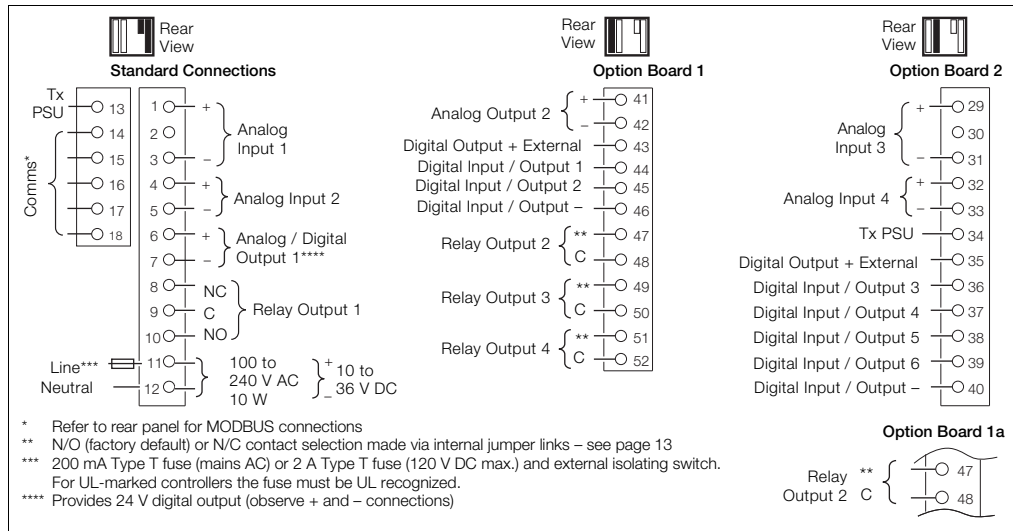 Rear
View
Standard Connections
Tx
PSU
13
14
15
16
17
18
Comms*
1 +
2
3 –
Analog
Input 1
4 +
5 –
Analog Input 2
6 +
7 –
Analog / Digital
Output 1****
8 NC
9 C
10 NO
Relay Output 1
Line*** 11
Neutral 12
100 to
240 V AC
10 W
+ 10 to
– 36 V DC
Rear
View
Option Board 1
Analog Output 2
+ 41
– 42
Digital Output + External 43
Digital Input / Output 1 44
Digital Input / Output 2 45
Digital Input / Output – 46
Relay Output 2
** 47
C 48
Relay Output 3
** 49
C 50
Relay Output 4
** 51
C 52
Rear
View
Option Board 2
Analog
Input 3
+ 29
30
– 31
Analog Input 4
+ 32
– 33
Tx PSU 34
Digital Output + External 35
Digital Input / Output 3 36
Digital Input / Output 4 37
Digital Input / Output 5 38
Digital Input / Output 6 39
Digital Input / Output – 40
* Refer to rear panel for MODBUS connections
** N/O (factory default) or N/C contact selection made via internal jumper links – see page 13
*** 200 mA Type T fuse (mains AC) or 2 A Type T fuse (120 V DC max.) and external isolating switch.
For UL-marked controllers the fuse must be UL recognized.
**** Provides 24 V digital output (observe + and – connections)
Option Board 1a
Relay ** 47
Output 2 C 48